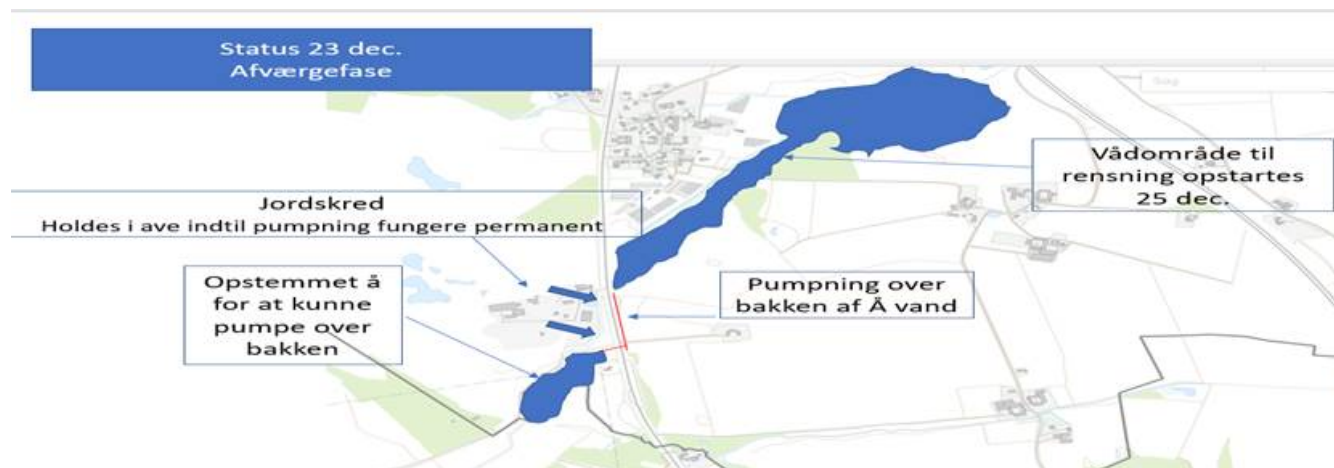 Status 23 dec.
Afværgefase
Søg
Vådområde til
rensning opstartes
25 dec.
Jordskred
Holdes i ave indtil pumpning fungere permanent
Opstemmet å
for at kunne
pumpe over
bakken
Pumpning over
bakken af Å vand